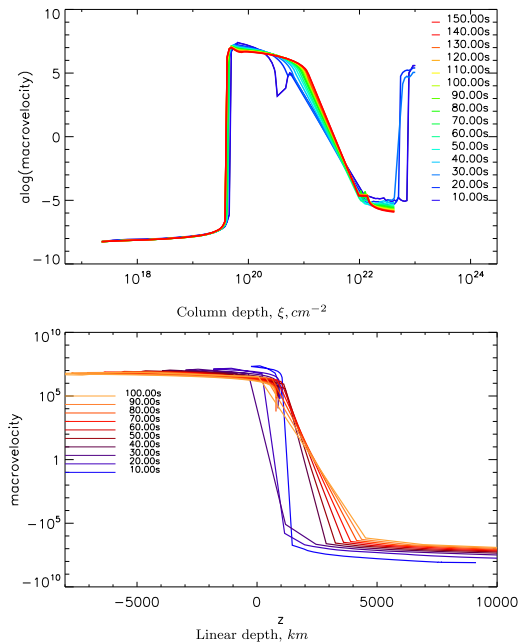 10
5
0
−5
−10
alog(macrovelocity)
150.00s
140.00s
130.00s
120.00s
110.00s
100.00s
90.00s
80.00s
70.00s
60.00s
50.00s
40.00s
30.00s
20.00s
10.00s
10^18 10^20 10^22 10^24
Column depth, ξ, cm^−2
10^10
10^5
1
−10^5
−10^10
macrovelocity
100.00s
90.00s
80.00s
70.00s
60.00s
50.00s
40.00s
30.00s
20.00s
10.00s
−5000 0 5000 10000
z
Linear depth, km